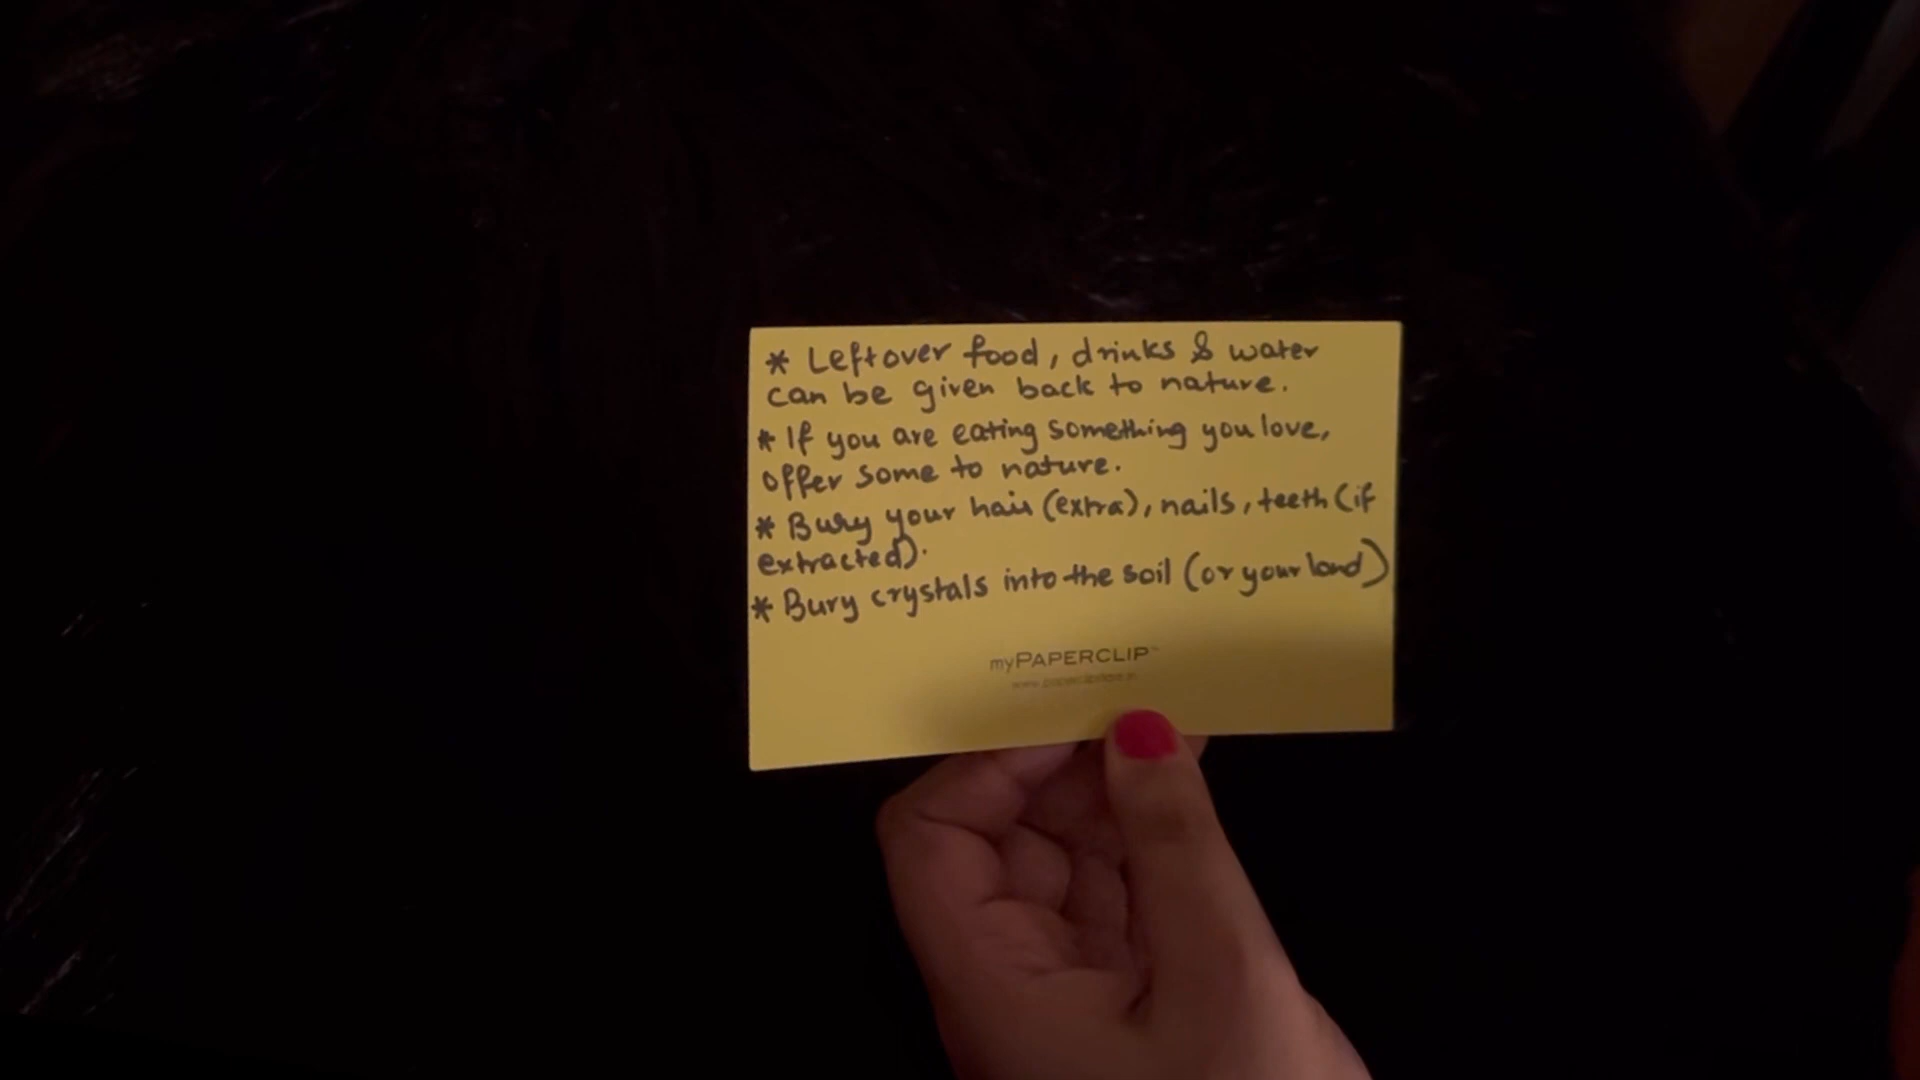 * Leftover food, drinks & water
can be given back to nature.
* If you are eating something you love,
offer some to nature.
* Bury your hair (extra), nails, teeth (if
extracted).
* Bury crystals into the soil (or your land)
myPAPERCLIP™